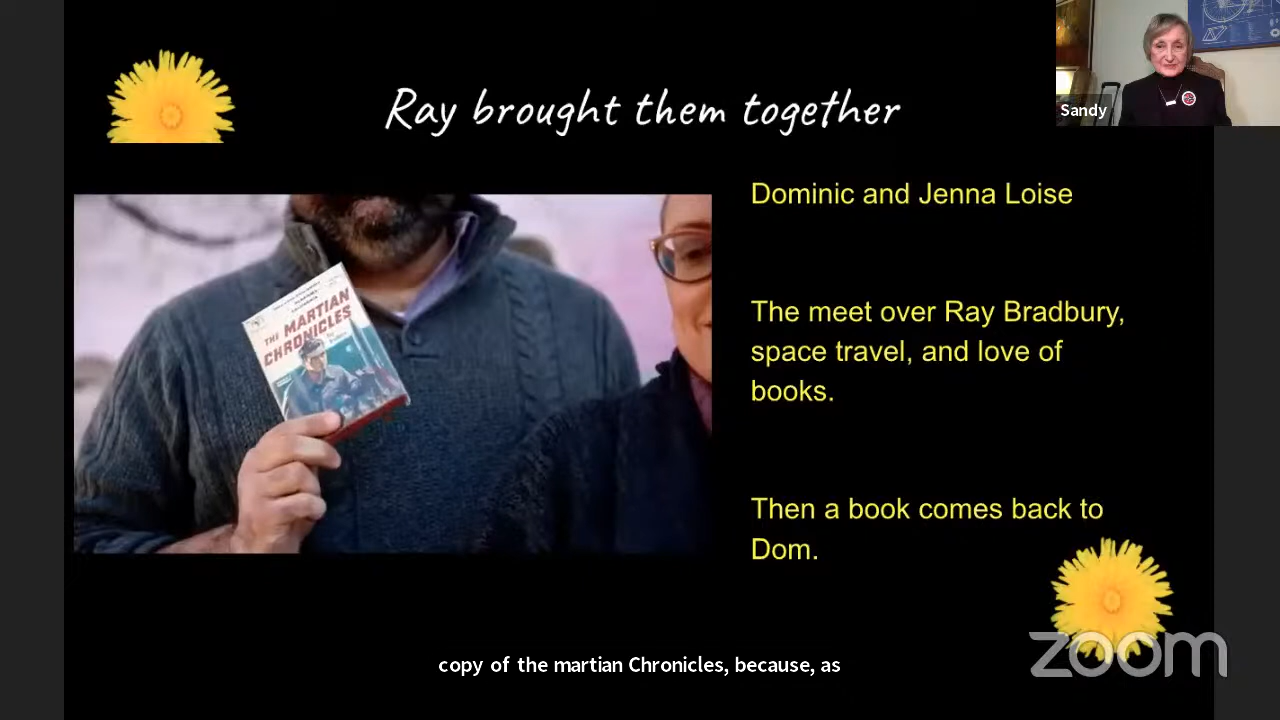 Ray brought them together
Sandy
Dominic and Jenna Loise
The meet over Ray Bradbury,
space travel, and love of
books.
THE MARTIAN
CHRONICLES
Then a book comes back to
Dom.
copy of the martian Chronicles, because, as
zoom